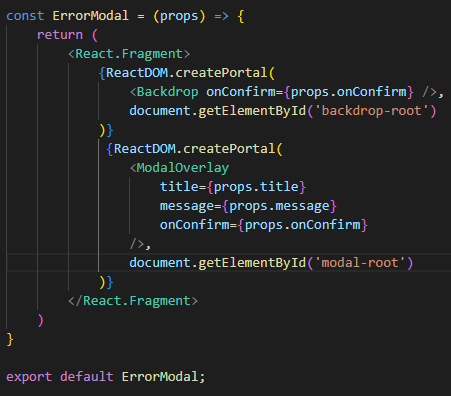 const ErrorModal = (props) => {
    return (
        <React.Fragment>
            {ReactDOM.createPortal(
                <Backdrop onConfirm={props.onConfirm} />,
                document.getElementById('backdrop-root')
            )}
             {ReactDOM.createPortal(
                <ModalOverlay
                    title={props.title}
                    message={props.message}
                    onConfirm={props.onConfirm}
                />,
                document.getElementById('modal-root')
            )}
        </React.Fragment>
    )
}

export default ErrorModal;